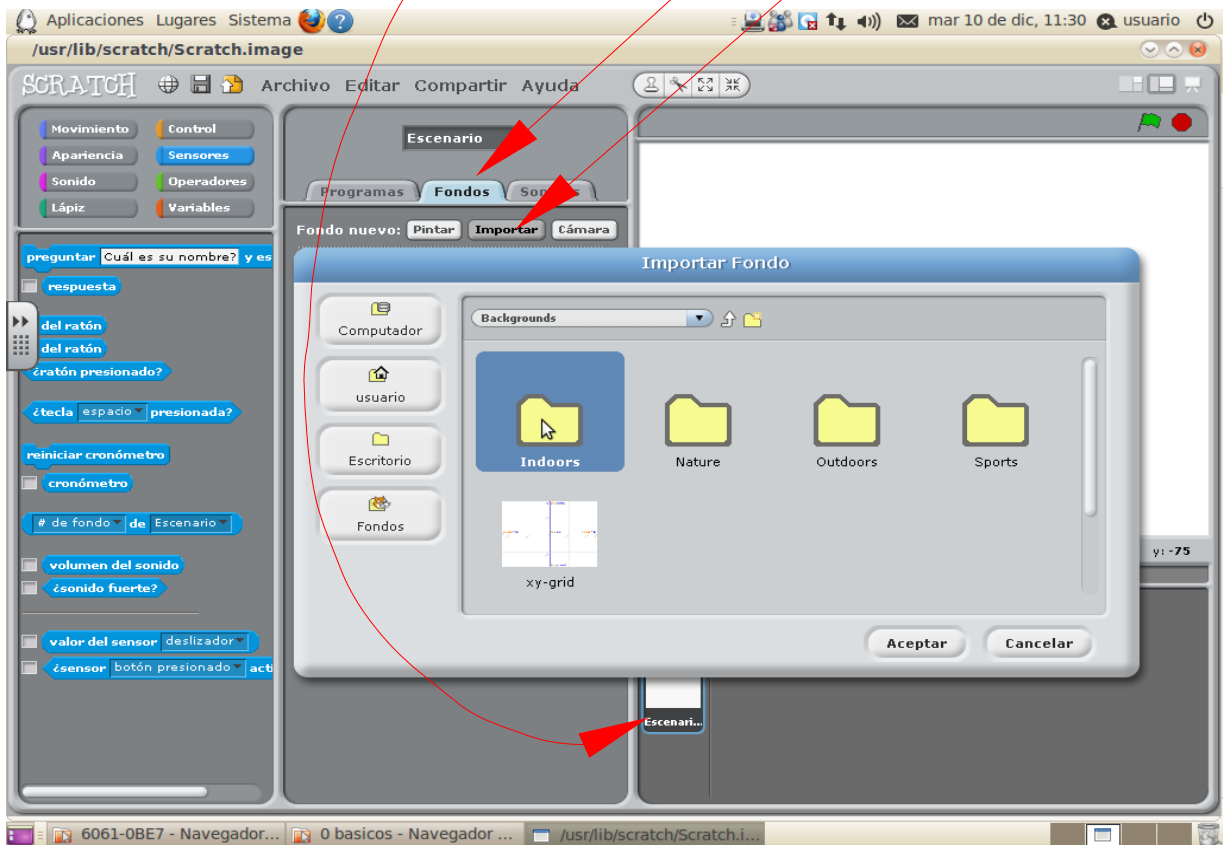 Aplicaciones Lugares Sistema
mar 10 de dic, 11:30 usuario
/usr/lib/scratch/Scratch.image
SCRATCH Archivo Editar Compartir Ayuda
Movimiento Control
Apariencia Sensores
Sonido Operadores
Lápiz Variables
Escenario
Programas Fondos
Fondo nuevo: Pintar Importar Cámara
preguntar Cuál es su nombre? y es
respuesta
del ratón
del ratón
¿ratón presionado?
¿tecla espacio presionada?
reiniciar cronómetro
cronómetro
# de fondo de Escenario
volumen del sonido
¿sonido fuerte?
valor del sensor deslizador
¿sensor botón presionado acti
Importar Fondo
Computador
usuario
Escritorio
Fondos
Backgrounds
Indoors Nature Outdoors Sports
xy-grid
Aceptar Cancelar
y: -75
Escenari...
6061-0BE7 - Navegador... 0 basicos - Navegador ... /usr/lib/scratch/Scratch.i...